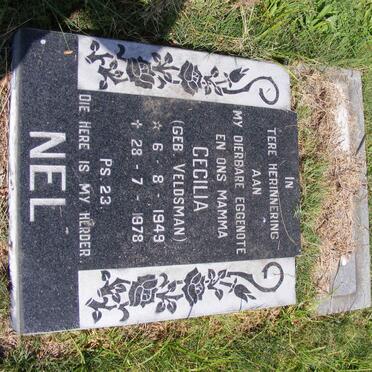 IN
TERE HERINNERING
AAN
MY DIERBARE EGGENOTE
EN ONS MAMMA
CECILIA
(GEB VELDSMAN)
* 6 - 8 - 1949
✝ 28 - 7 - 1978
PS. 23.
DIE HERE IS MY HERDER.
NEL